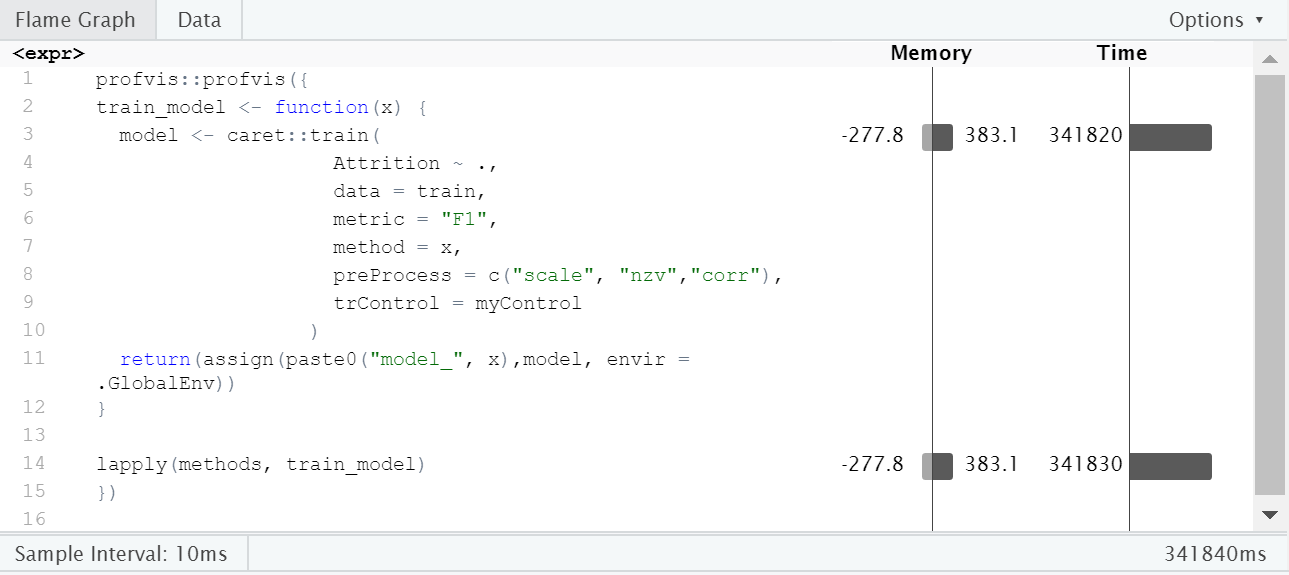 Flame Graph Data Options ▼
<expr> Memory Time
1 profvis::profvis({
2 train_model <- function(x) {
3 model <- caret::train( -277.8 383.1 341820
4 Attrition ~ .,
5 data = train,
6 metric = "F1",
7 method = x,
8 preProcess = c("scale", "nzv","corr"),
9 trControl = myControl
10 )
11 return(assign(paste0("model_", x),model, envir =
.GlobalEnv))
12 }
13
14 lapply(methods, train_model) -277.8 383.1 341830
15 })
16
Sample Interval: 10ms 341840ms